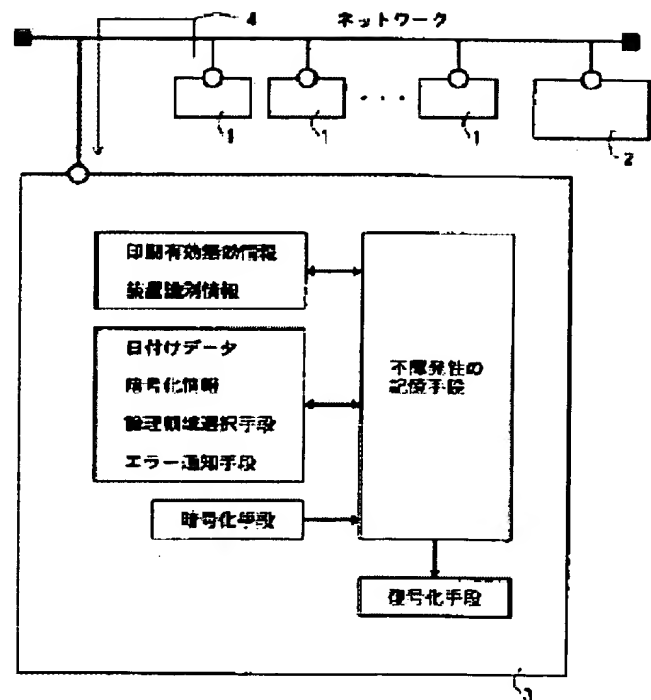 4
ネットワーク
1
1
. . .
1
2
印刷有効無効情報
装置識別情報
日付けデータ
暗号化情報
論理領域選択手段
エラー通知手段
不揮発性の
記憶手段
暗号化手段
復号化手段
3